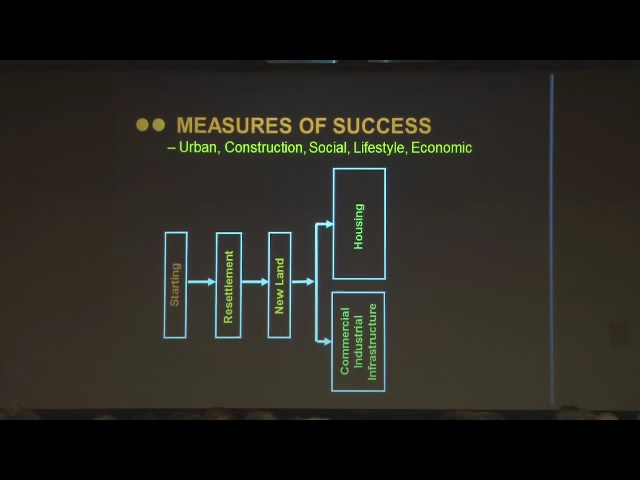 MEASURES OF SUCCESS
– Urban, Construction, Social, Lifestyle, Economic
Starting
Resettlement
New Land
Housing
Commercial
Industrial
Infrastructure